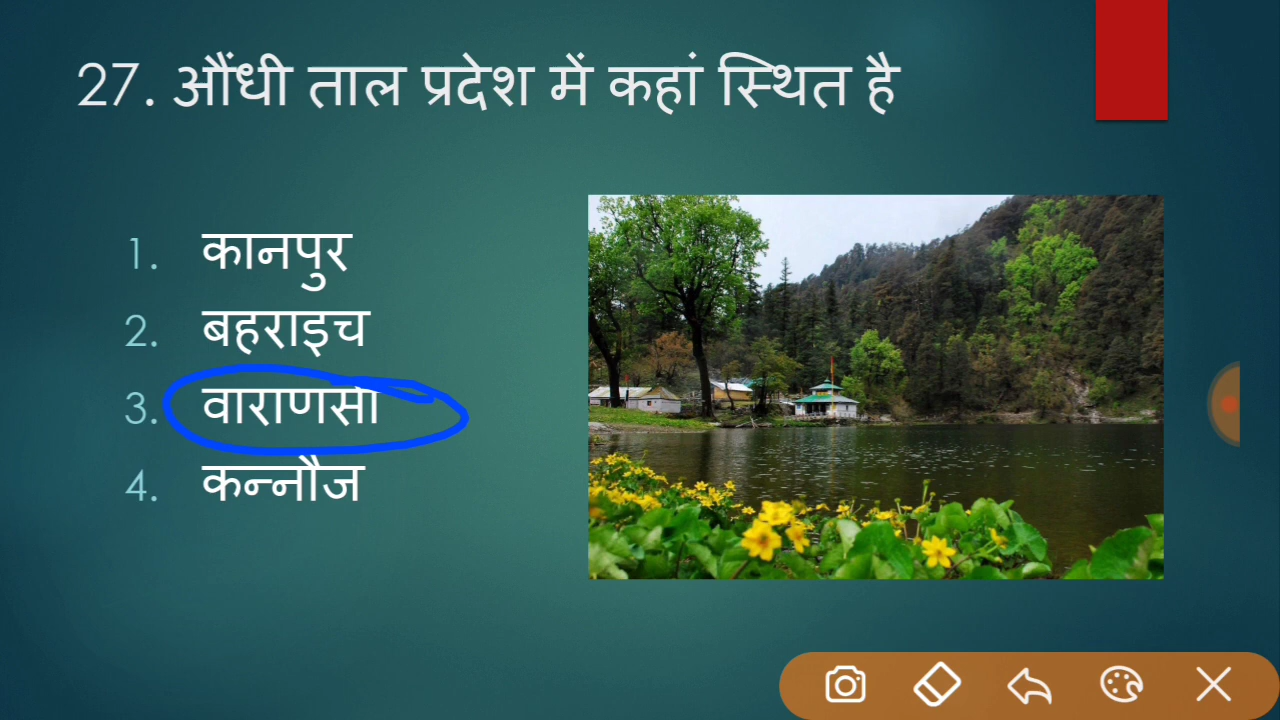 27. औंधी ताल प्रदेश में कहां स्थित है
1. कानपुर
2. बहराइच
3. वाराणसी
4. कन्नौज